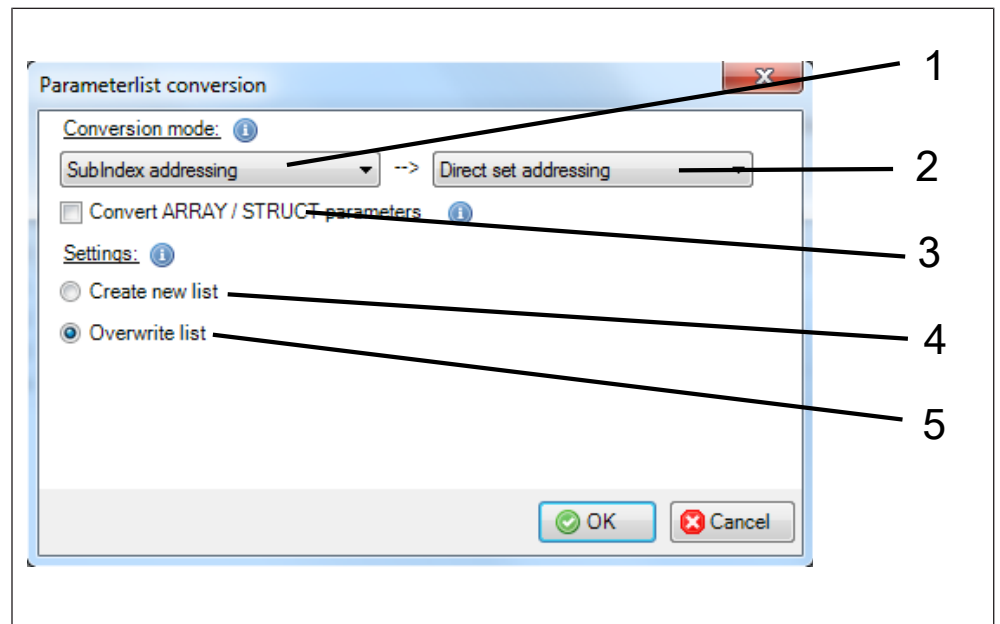 1
Parameterlist conversion
Conversion mode:
SubIndex addressing --> Direct set addressing
2
Convert ARRAY / STRUCT parameters
3
Settings:
Create new list
4
Overwrite list
5
OK Cancel